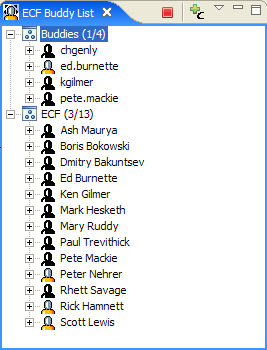 ECF Buddy List
Buddies (1/4)
chgenly
ed.burnette
kgilmer
pete.mackie
ECF (3/13)
Ash Maurya
Boris Bokowski
Dmitry Bakuntsev
Ed Burnette
Ken Gilmer
Mark Hesketh
Mary Ruddy
Paul Trevithick
Pete Mackie
Peter Nehrer
Rhett Savage
Rick Hamnett
Scott Lewis